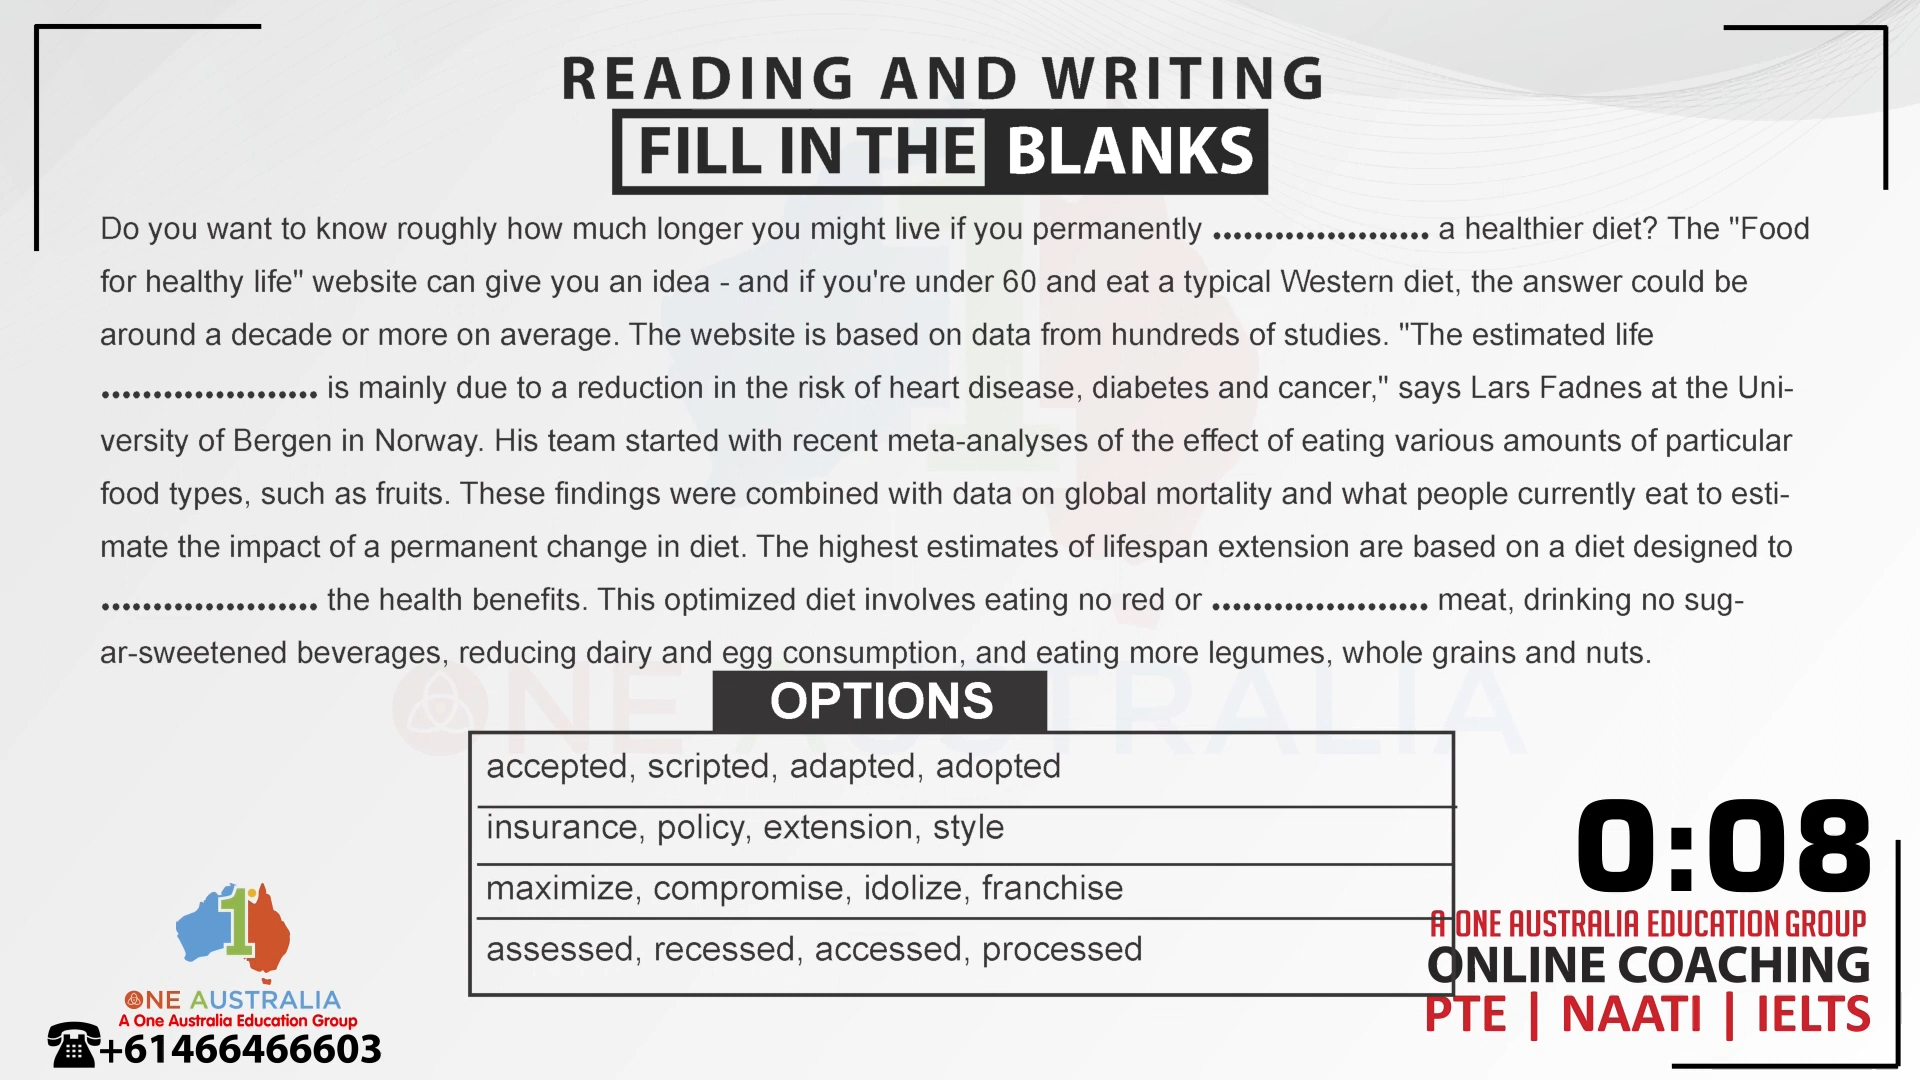 READING AND WRITING
FILL IN THE BLANKS
Do you want to know roughly how much longer you might live if you permanently ..................... a healthier diet? The "Food
for healthy life" website can give you an idea - and if you're under 60 and eat a typical Western diet, the answer could be
around a decade or more on average. The website is based on data from hundreds of studies. "The estimated life
..................... is mainly due to a reduction in the risk of heart disease, diabetes and cancer," says Lars Fadnes at the Uni-
versity of Bergen in Norway. His team started with recent meta-analyses of the effect of eating various amounts of particular
food types, such as fruits. These findings were combined with data on global mortality and what people currently eat to esti-
mate the impact of a permanent change in diet. The highest estimates of lifespan extension are based on a diet designed to
..................... the health benefits. This optimized diet involves eating no red or ..................... meat, drinking no sug-
ar-sweetened beverages, reducing dairy and egg consumption, and eating more legumes, whole grains and nuts.
ONE AUSTRALIA
OPTIONS
accepted, scripted, adapted, adopted
insurance, policy, extension, style
maximize, compromise, idolize, franchise
assessed, recessed, accessed, processed
0:08
A ONE AUSTRALIA EDUCATION GROUP
ONLINE COACHING
PTE | NAATI | IELTS
1
ONE AUSTRALIA
A One Australia Education Group
+61466466603